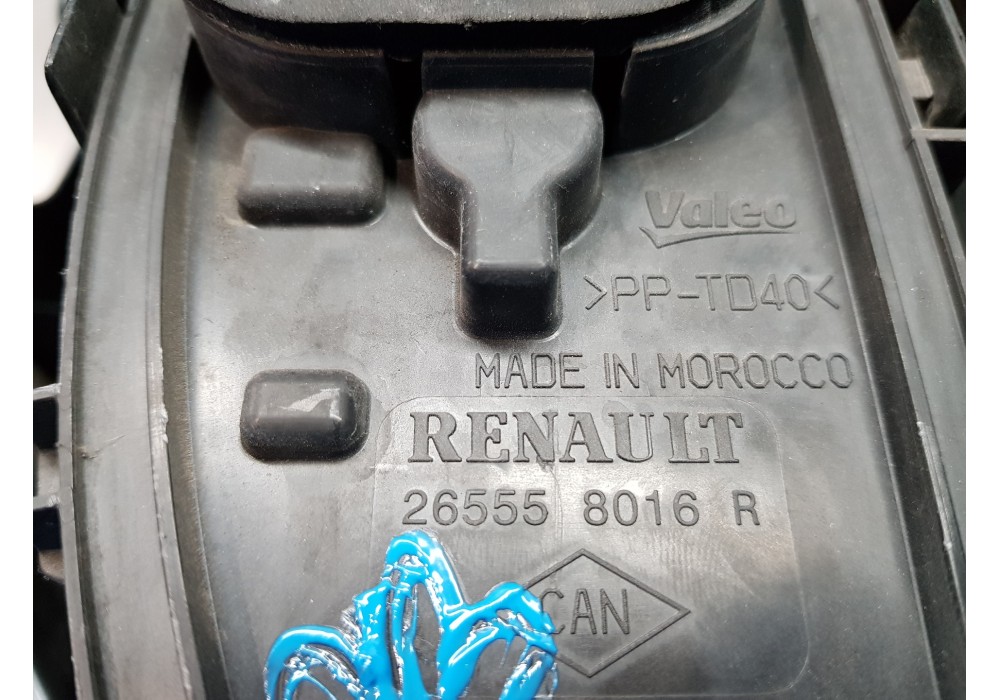 Valeo
>PP-TD40<
MADE IN MOROCCO
RENAULT
26555 8016 R
CAN